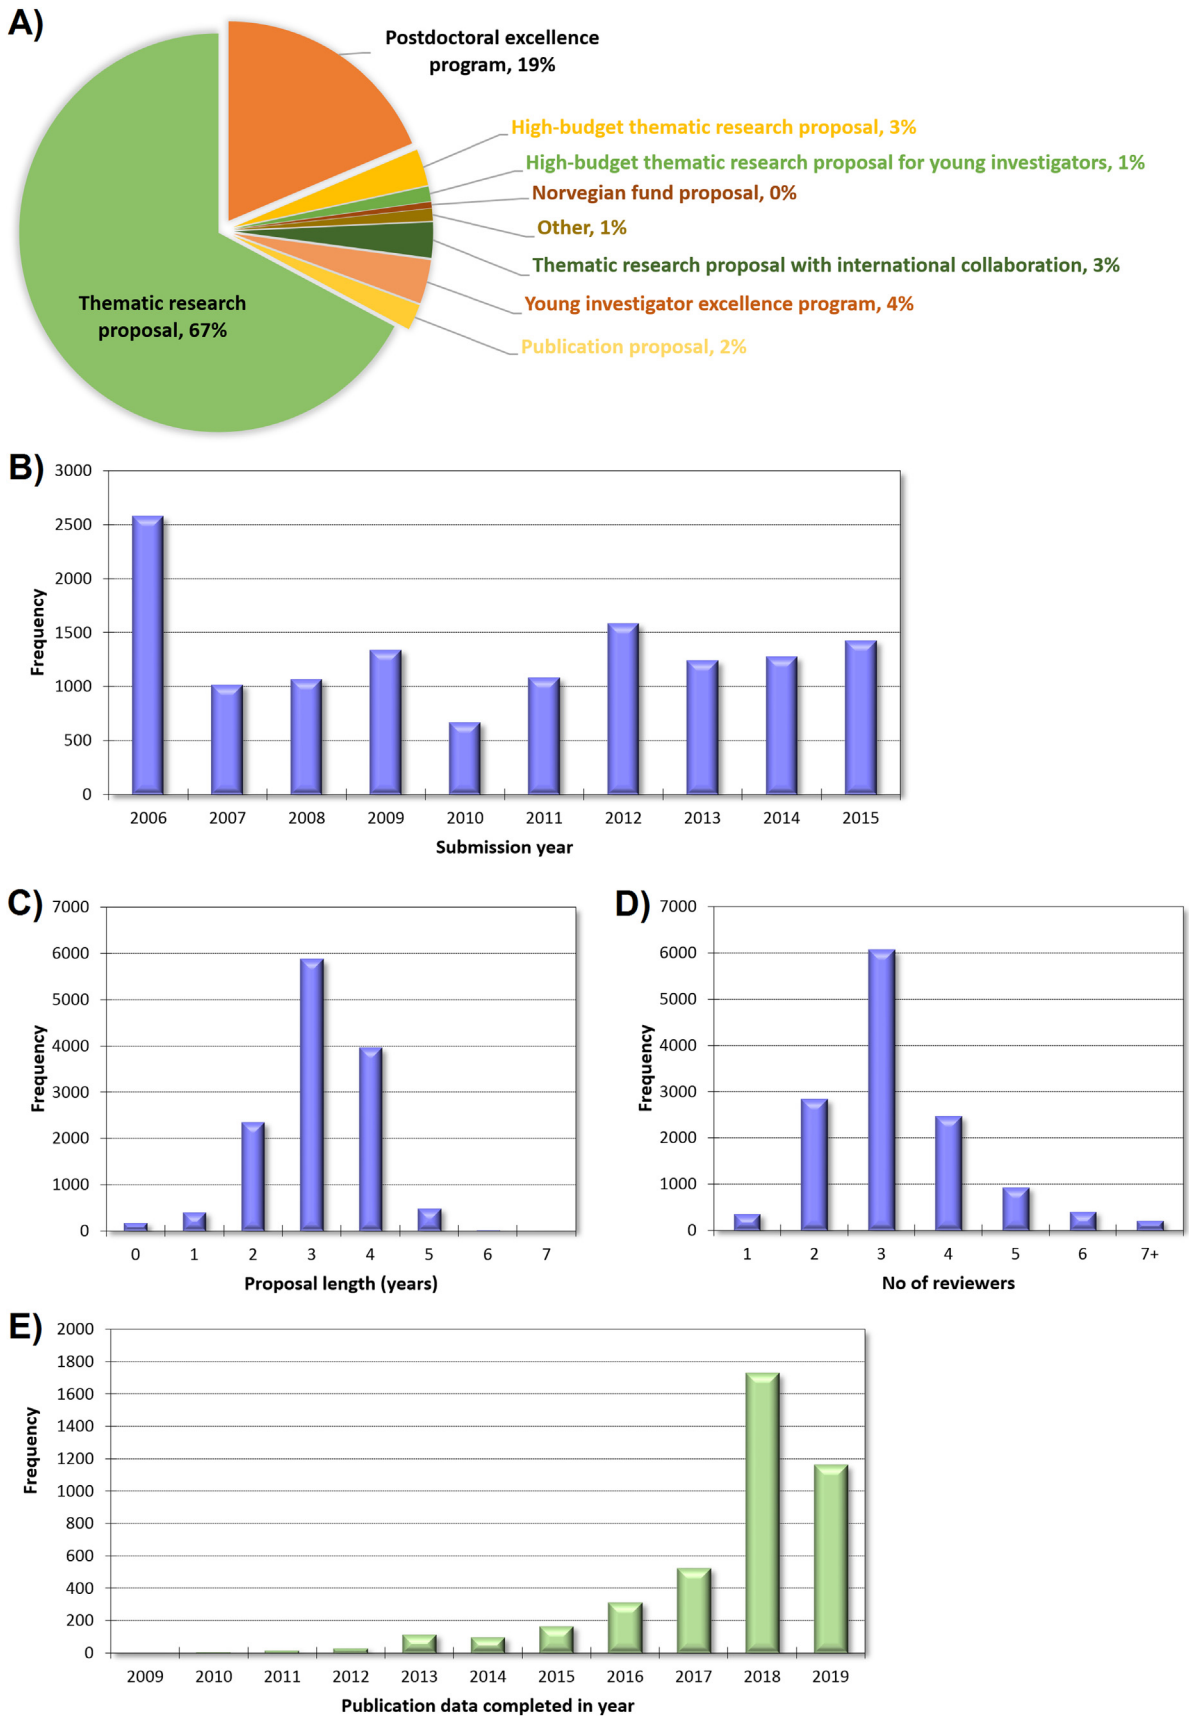 A)
Postdoctoral excellence
program, 19%
High-budget thematic research proposal, 3%
High-budget thematic research proposal for young investigators, 1%
Norvegian fund proposal, 0%
Other, 1%
Thematic research proposal with international collaboration, 3%
Young investigator excellence program, 4%
Publication proposal, 2%
Thematic research
proposal, 67%
B)
Frequency
3000
2500
2000
1500
1000
500
0
2006 2007 2008 2009 2010 2011 2012 2013 2014 2015
Submission year
C)
Frequency
7000
6000
5000
4000
3000
2000
1000
0
0 1 2 3 4 5 6 7
Proposal length (years)
D)
Frequency
7000
6000
5000
4000
3000
2000
1000
0
1 2 3 4 5 6 7+
No of reviewers
E)
Frequency
2000
1800
1600
1400
1200
1000
800
600
400
200
0
2009 2010 2011 2012 2013 2014 2015 2016 2017 2018 2019
Publication data completed in year